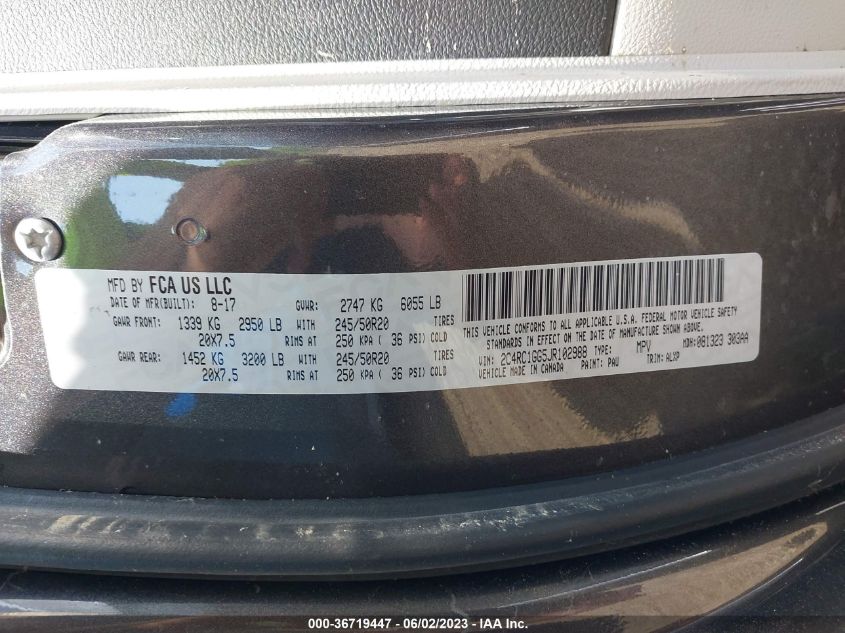 MFD BY FCA US LLC
DATE OF MFR(BUILT): 8-17 GVWR: 2747 KG 6055 LB
GAWR FRONT: 1339 KG 2950 LB WITH 245/50R20 TIRES
20X7.5 RIMS AT 250 KPA ( 36 PSI) COLD
GAWR REAR: 1452 KG 3200 LB WITH 245/50R20 TIRES
20X7.5 RIMS AT 250 KPA ( 36 PSI) COLD
THIS VEHICLE CONFORMS TO ALL APPLICABLE U.S.A. FEDERAL MOTOR VEHICLE SAFETY
STANDARDS IN EFFECT ON THE DATE OF MANUFACTURE SHOWN ABOVE.
VIN: 2C4RC1GG5JR102988 TYPE: MPV MDH: 081323 303AA
VEHICLE MADE IN CANADA PAINT: PAU TRIM: ALXP
000-36719447 - 06/02/2023 - © IAA Inc.